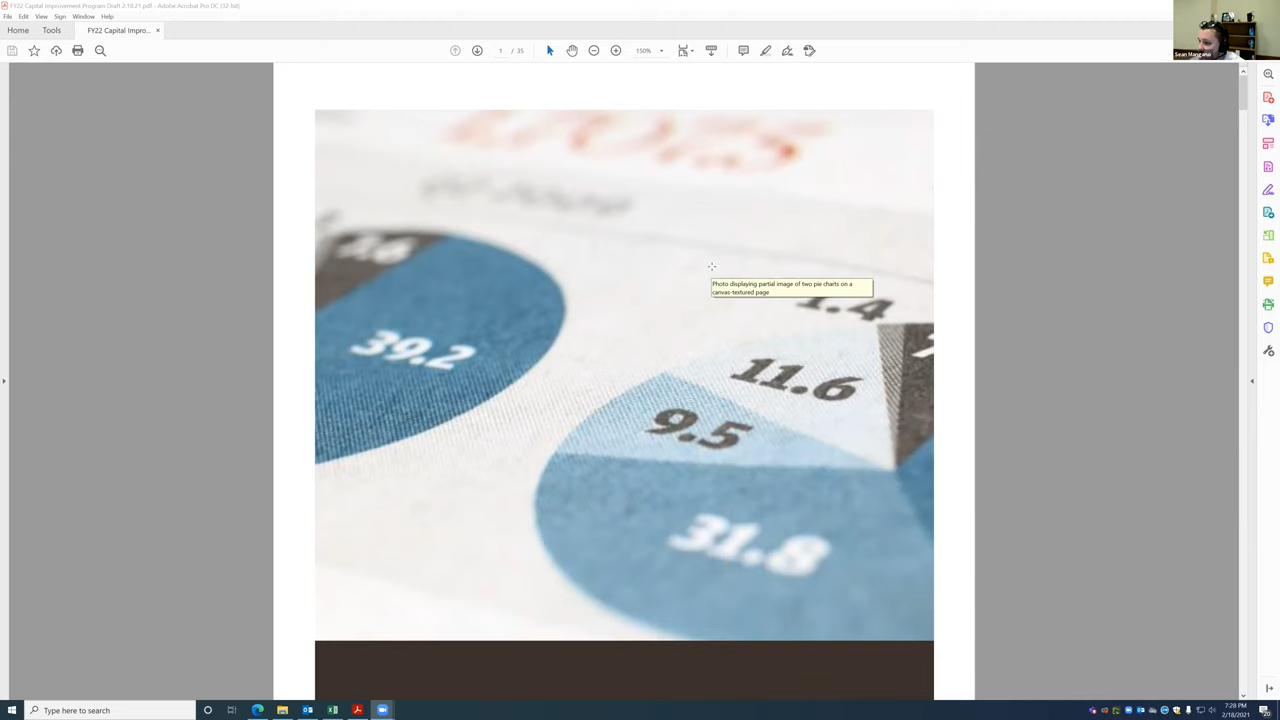 FY22 Capital Improvement Program Draft 2.18.21.pdf - Adobe Acrobat Pro DC (32-bit)
File Edit View Sign Window Help
Home Tools FY22 Capital Impro... ×
1 / 35 150%
Sean Mangano
Photo displaying partial image of two pie charts on a
canvas-textured page
1.4
39.2
11.6
9.5
31.8
Type here to search
7:28 PM
2/18/2021
20